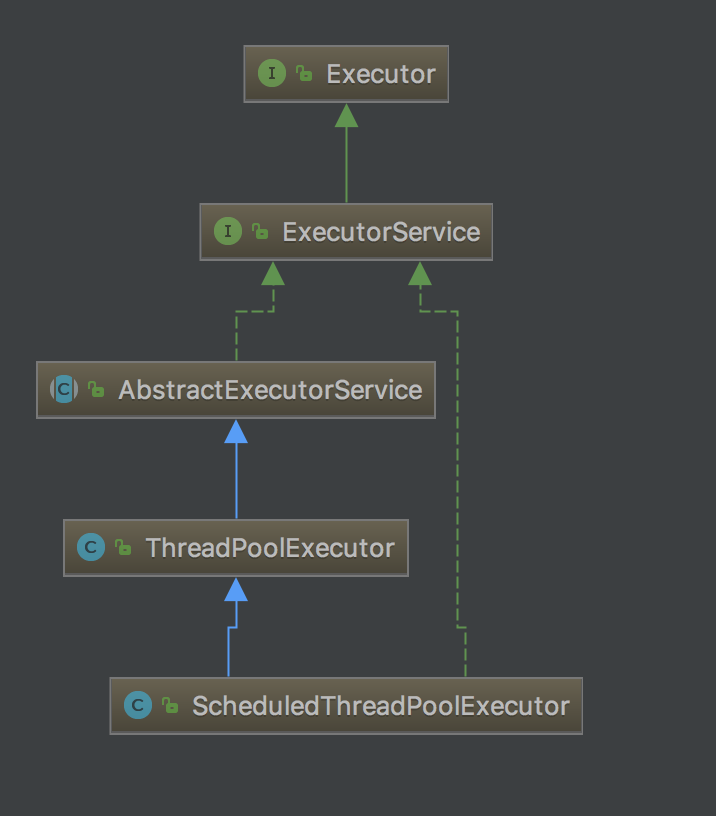 I Executor
I ExecutorService
C AbstractExecutorService
C ThreadPoolExecutor
C ScheduledThreadPoolExecutor